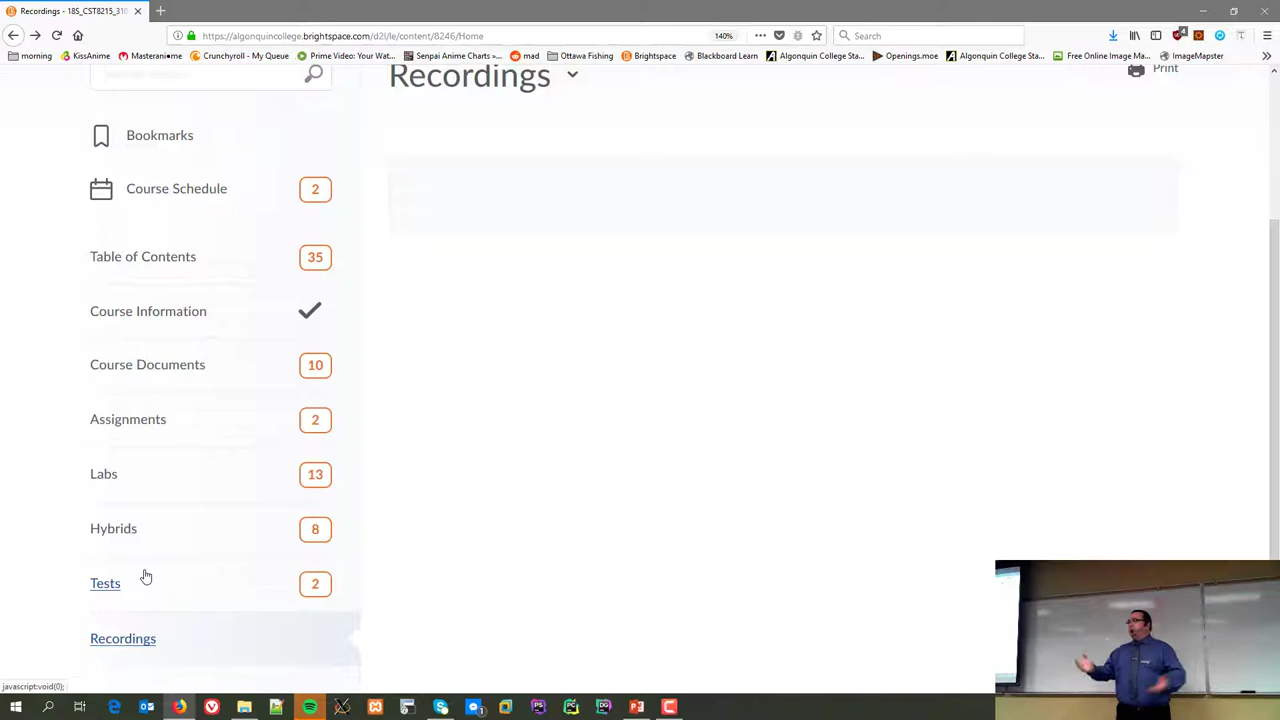 Recordings - 18S_CST8215_310
https://algonquincollege.brightspace.com/d2l/le/content/8246/Home
140%
Search
4
morning
KissAnime
Masterani●me
Crunchyroll - My Queue
Prime Video: Your Wat...
Senpai Anime Charts •...
mad
Ottawa Fishing
Brightspace
Blackboard Learn
Algonquin College Sta...
Openings.moe
Algonquin College Sta...
Free Online Image Ma...
ImageMapster
Recordings
Print
Bookmarks
Course Schedule
2
Table of Contents
35
Course Information
Course Documents
10
Assignments
2
Labs
13
Hybrids
8
Tests
2
Recordings
javascript:void(0);